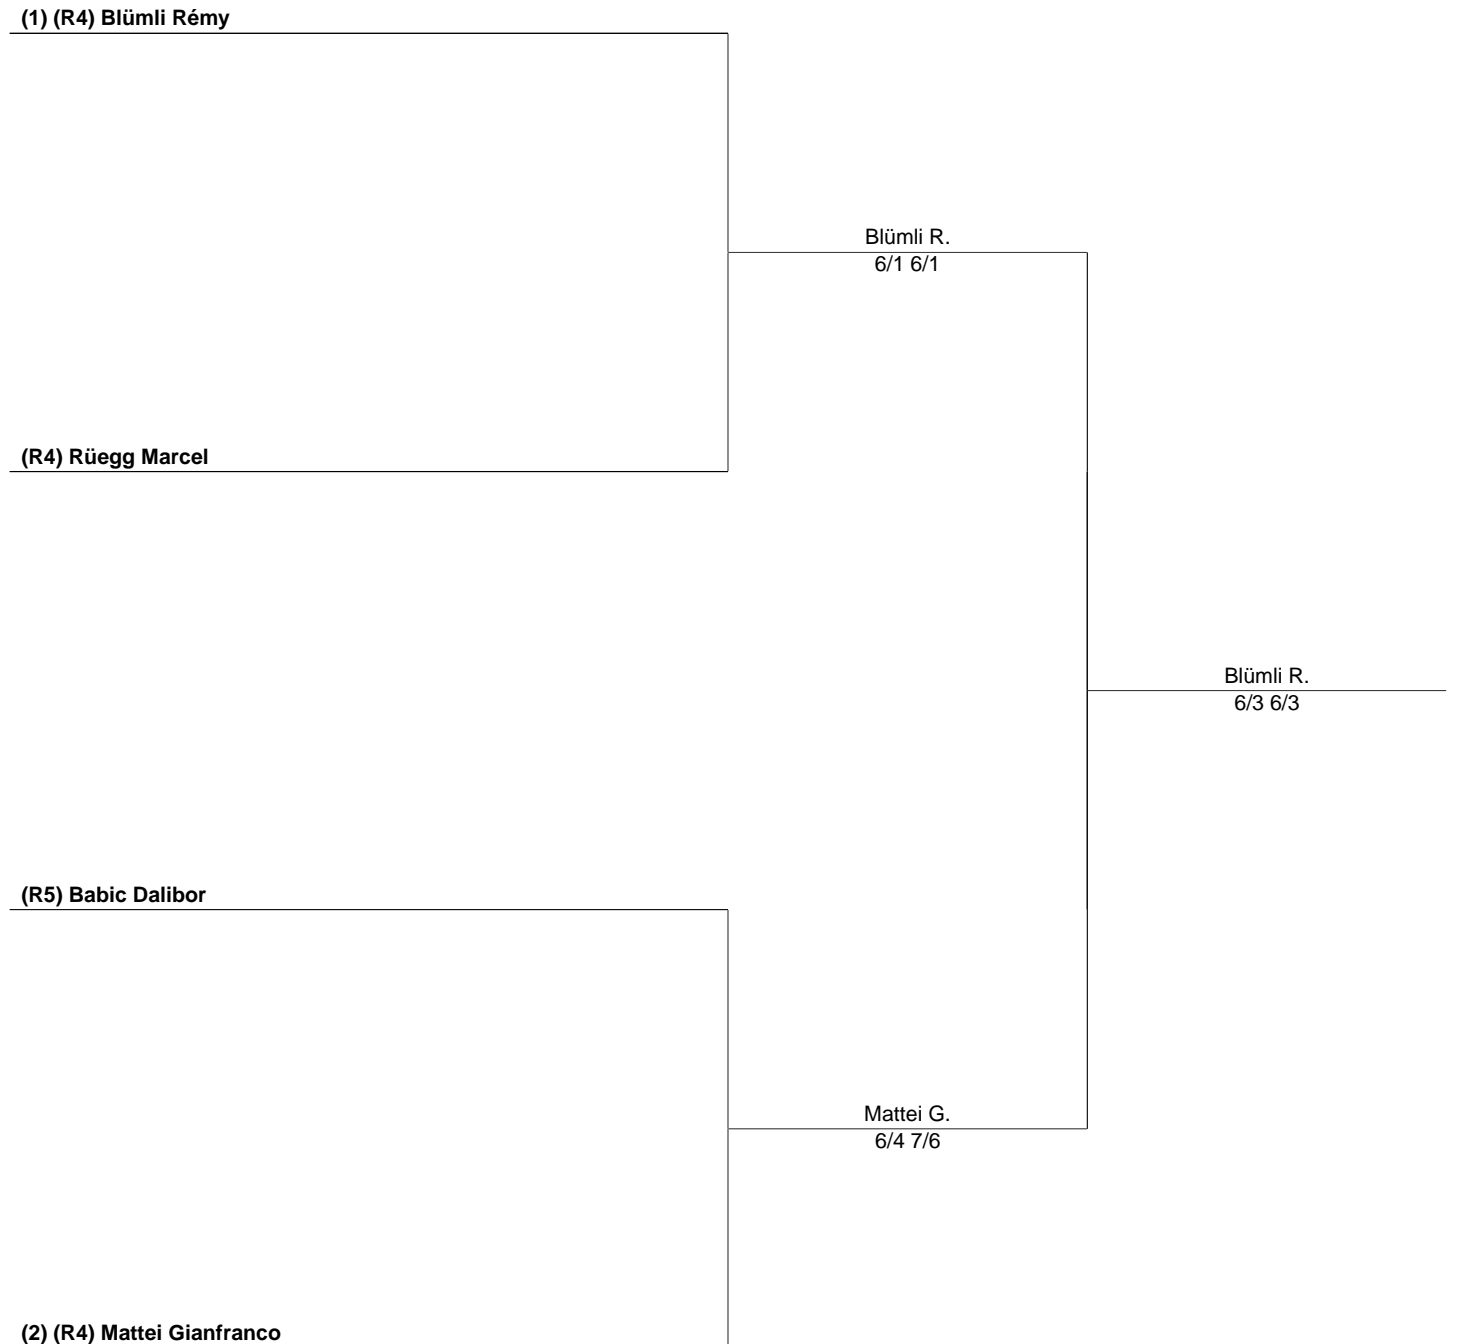 (1) (R4) Blümli Rémy
Blümli R.
6/1 6/1
(R4) Rüegg Marcel
Blümli R.
6/3 6/3
(R5) Babic Dalibor
Mattei G.
6/4 7/6
(2) (R4) Mattei Gianfranco